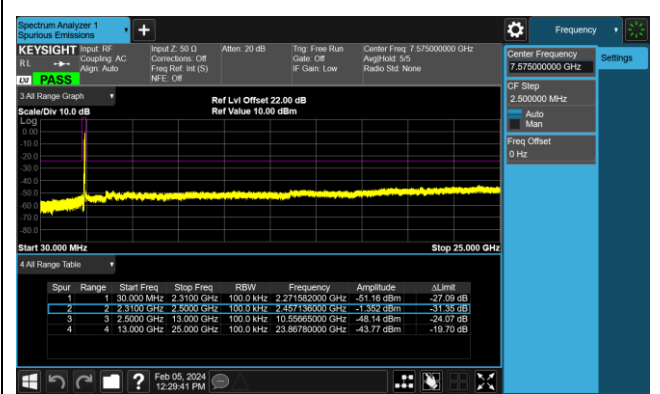 Spectrum Analyzer 1
Spurious Emissions
Frequency
KEYSIGHT Input: RF Input Z: 50 Ω Atten: 20 dB Trig: Free Run Center Freq: 7.575000000 GHz
RL Coupling: AC Corrections: Off Gate: Off Avg|Hold: 5/5
Align: Auto Freq Ref: Int (S) IF Gain: Low Radio Std: None
LXI PASS NFE: Off
Center Frequency
7.575000000 GHz
Settings
CF Step
2.500000 MHz
Auto
Man
Freq Offset
0 Hz
3 All Range Graph
Ref Lvl Offset 22.00 dB
Scale/Div 10.0 dB Ref Value 10.00 dBm
Log
0.00
-10.0
-20.0
-30.0
-40.0
-50.0
-60.0
-70.0
-80.0
Start 30.000 MHz Stop 25.000 GHz
4 All Range Table
Spur Range Start Freq Stop Freq RBW Frequency Amplitude ΔLimit
1 1 30.000 MHz 2.3100 GHz 100.0 kHz 2.271582000 GHz -51.16 dBm -27.09 dB
2 2 2.3100 GHz 2.5000 GHz 100.0 kHz 2.457136000 GHz -1.352 dBm -31.35 dB
3 3 2.5000 GHz 13.000 GHz 100.0 kHz 10.55665000 GHz -48.14 dBm -24.07 dB
4 4 13.000 GHz 25.000 GHz 100.0 kHz 23.86780000 GHz -43.77 dBm -19.70 dB
Feb 05, 2024
12:29:41 PM